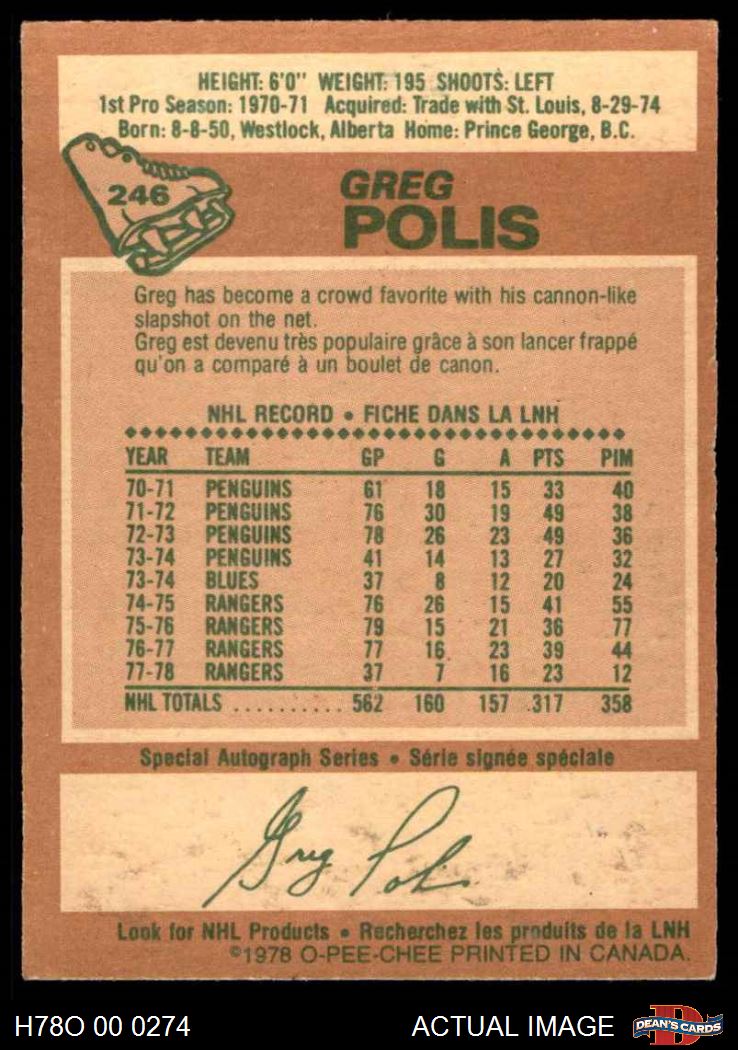 HEIGHT: 6'0" WEIGHT: 195 SHOOTS: LEFT
1st Pro Season: 1970-71 Acquired: Trade with St. Louis, 8-29-74
Born: 8-8-50, Westlock, Alberta Home: Prince George, B.C.
246
GREG
POLIS
Greg has become a crowd favorite with his cannon-like
slapshot on the net.
Greg est devenu très populaire grâce à son lancer frappé
qu'on a comparé à un boulet de canon.
NHL RECORD • FICHE DANS LA LNH
YEAR TEAM GP G A PTS PIM
70-71 PENGUINS 61 18 15 33 40
71-72 PENGUINS 76 30 19 49 38
72-73 PENGUINS 78 26 23 49 36
73-74 PENGUINS 41 14 13 27 32
73-74 BLUES 37 8 12 20 24
74-75 RANGERS 76 26 15 41 55
75-76 RANGERS 79 15 21 36 77
76-77 RANGERS 77 16 23 39 44
77-78 RANGERS 37 7 16 23 12
NHL TOTALS .......... 562 160 157 317 358
Special Autograph Series • Série signée spéciale
Greg Polis
Look for NHL Products • Recherchez les produits de la LNH
©1978 O-PEE-CHEE PRINTED IN CANADA.
H78O 00 0274 ACTUAL IMAGE D DEAN'S CARDS